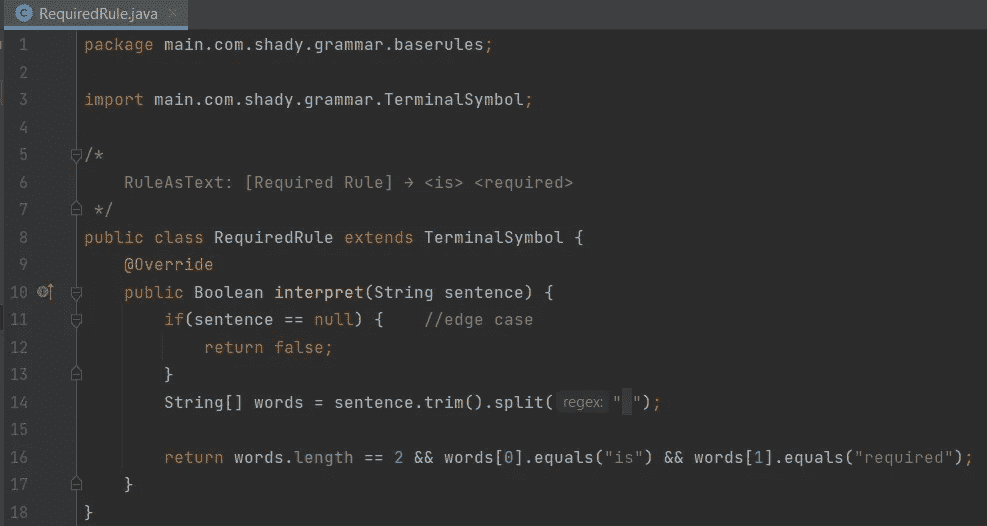 RequiredRule.java
1 package main.com.shady.grammar.baserules;
2
3 import main.com.shady.grammar.TerminalSymbol;
4
5 /*
6 RuleAsText: [Required Rule] → <is> <required>
7 */
8 public class RequiredRule extends TerminalSymbol {
9 @Override
10 public Boolean interpret(String sentence) {
11 if(sentence == null) { //edge case
12 return false;
13 }
14 String[] words = sentence.trim().split( regex: " ");
15
16 return words.length == 2 && words[0].equals("is") && words[1].equals("required");
17 }
18 }